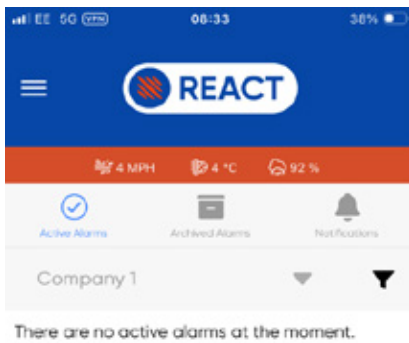 EE 5G VPN 08:33 38%
REACT
4 MPH 4 °C 92 %
Active Alarms Archived Alarms Notifications
Company 1
There are no active alarms at the moment.